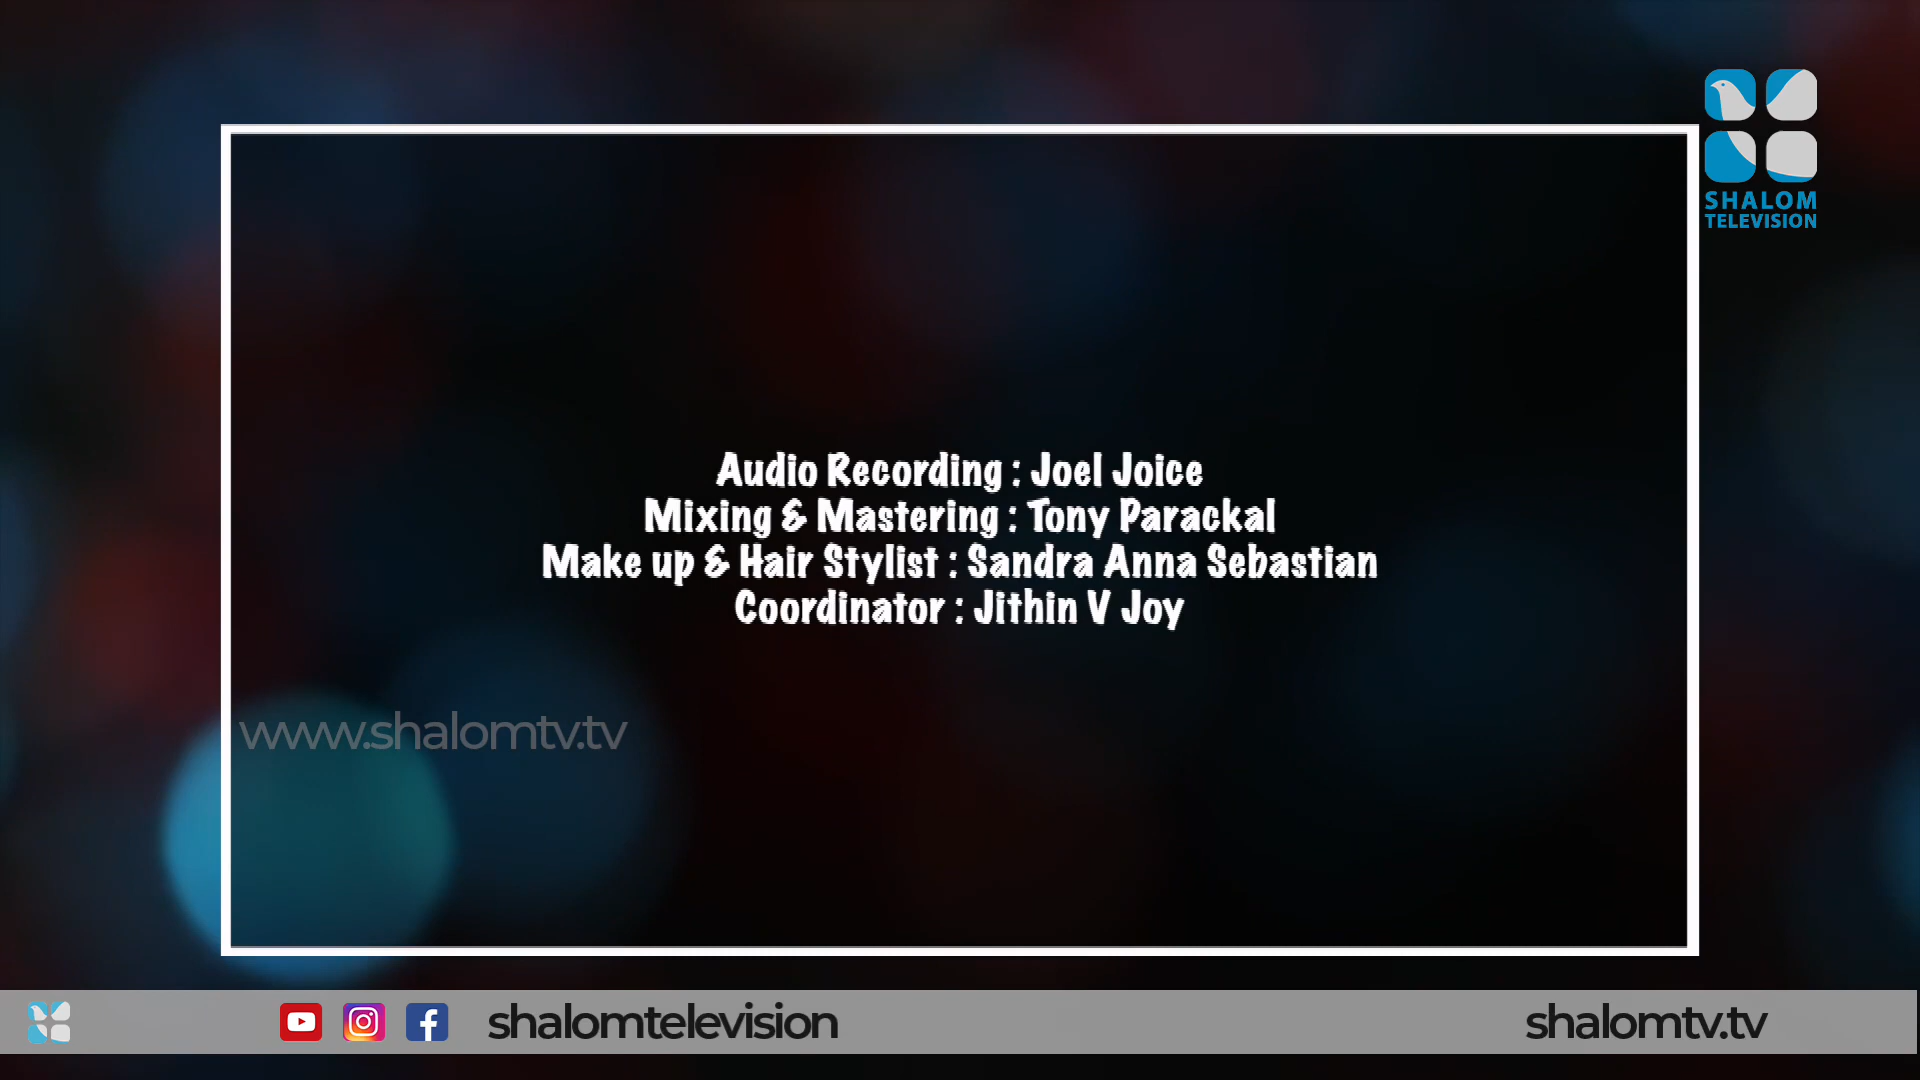 SHALOM
TELEVISION
Audio Recording : Joel Joice
Mixing & Mastering : Tony Parackal
Make up & Hair Stylist : Sandra Anna Sebastian
Coordinator : Jithin V Joy
www.shalomtv.tv
shalomtelevision
shalomtv.tv